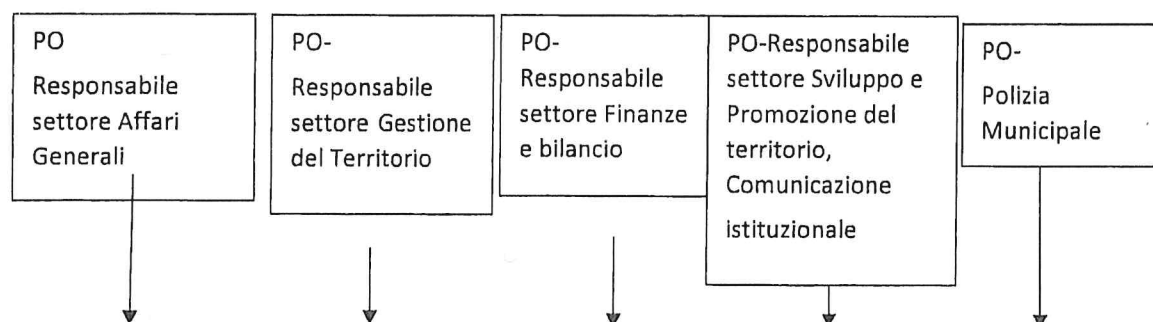 PO
Responsabile
settore Affari
Generali
PO-
Responsabile
settore Gestione
del Territorio
PO-
Responsabile
settore Finanze
e bilancio
PO-Responsabile
settore Sviluppo e
Promozione del
territorio,
Comunicazione
istituzionale
PO-
Polizia
Municipale